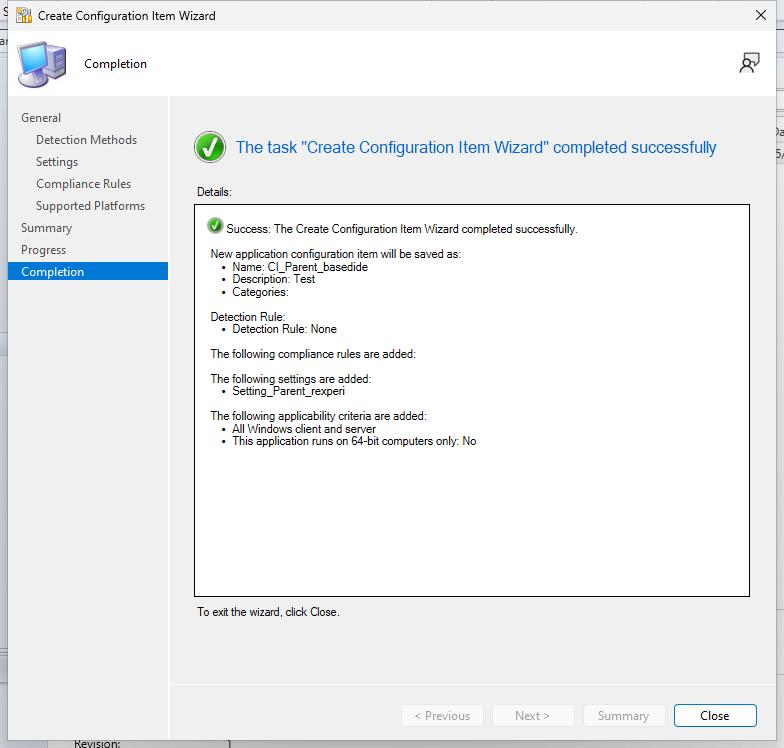 Create Configuration Item Wizard
Completion
General
Detection Methods
Settings
Compliance Rules
Supported Platforms
Summary
Progress
Completion
The task "Create Configuration Item Wizard" completed successfully
Details:
Success: The Create Configuration Item Wizard completed successfully.
New application configuration item will be saved as:
• Name: CI_Parent_basedide
• Description: Test
• Categories:
Detection Rule:
• Detection Rule: None
The following compliance rules are added:
The following settings are added:
• Setting_Parent_rexperi
The following applicability criteria are added:
• All Windows client and server
• This application runs on 64-bit computers only: No
To exit the wizard, click Close.
< Previous
Next >
Summary
Close
Revision: